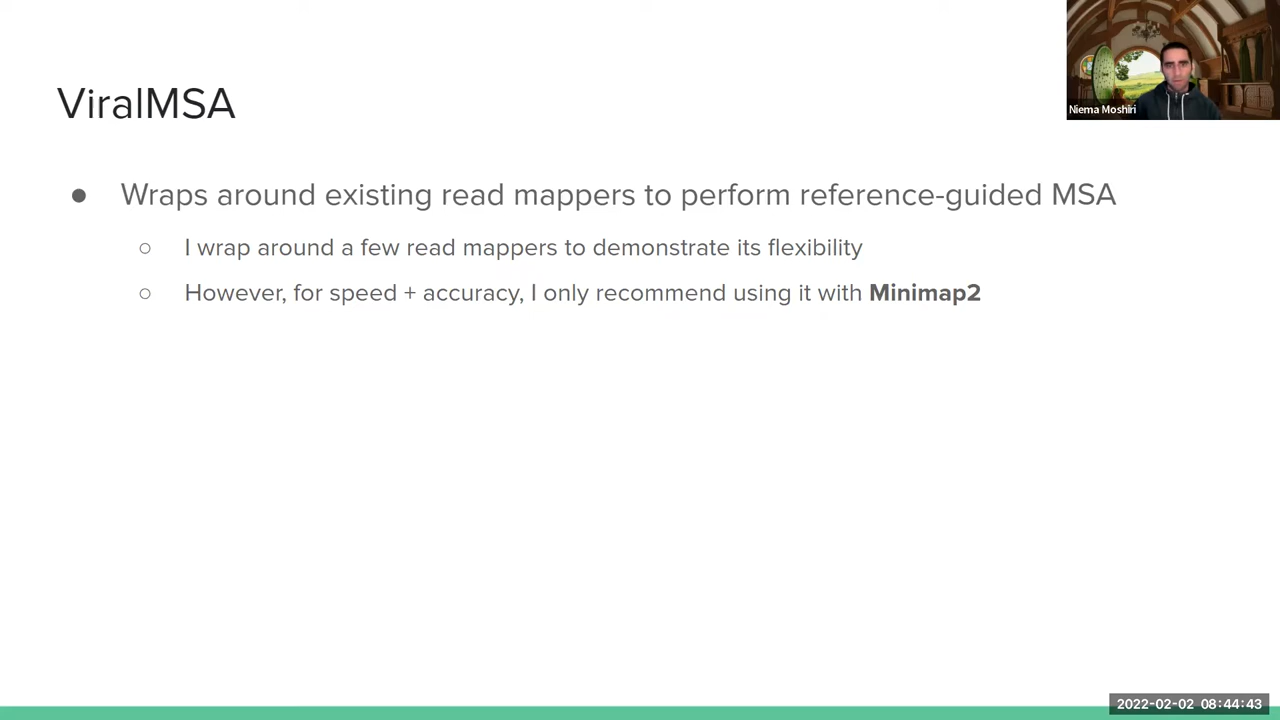 ViralMSA
Niema Moshiri
● Wraps around existing read mappers to perform reference-guided MSA
○ I wrap around a few read mappers to demonstrate its flexibility
○ However, for speed + accuracy, I only recommend using it with Minimap2
2022-02-02 08:44:43